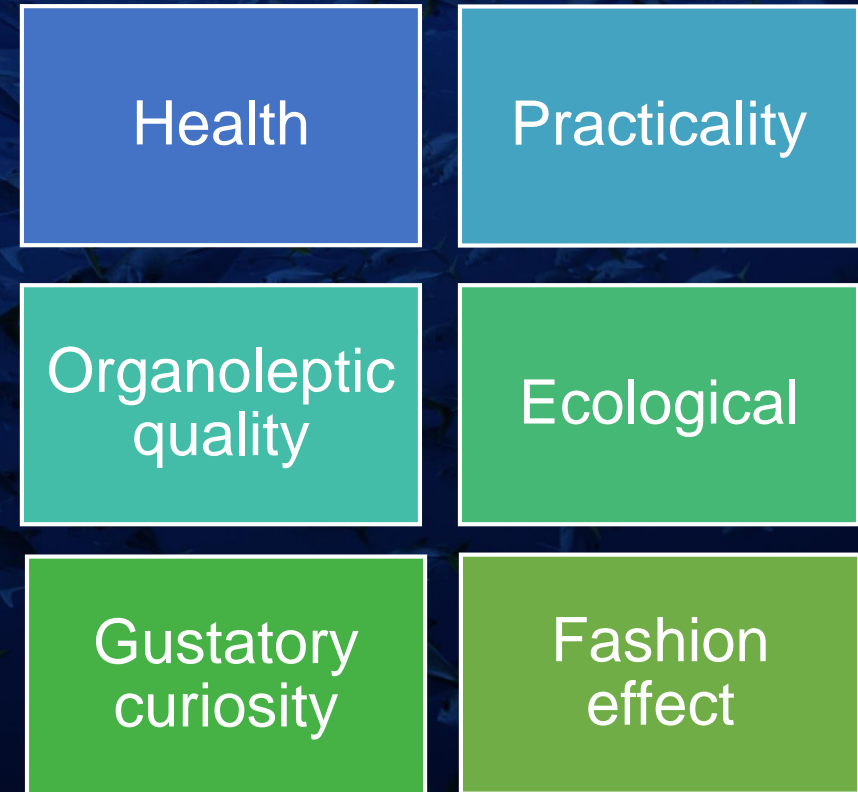 Health
Practicality
Organoleptic
quality
Ecological
Gustatory
curiosity
Fashion
effect